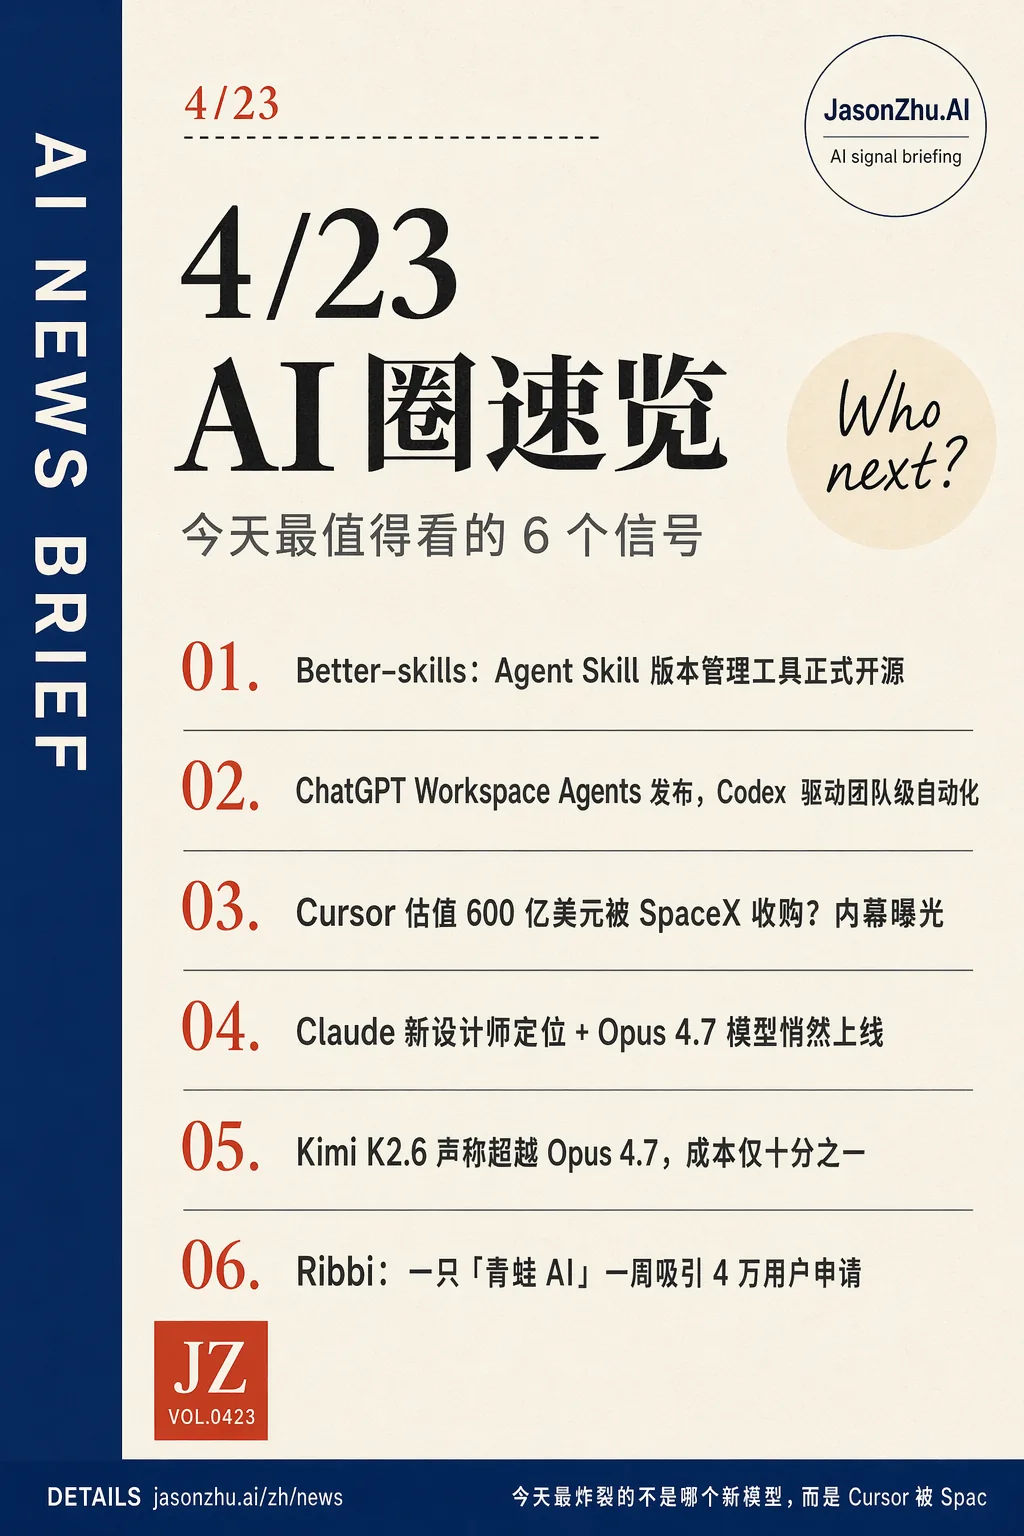 AI NEWS BRIEF
4/23
JasonZhu.AI
AI signal briefing
4/23
AI 圈速览
Who
next?
今天最值得看的 6 个信号
01. Better-skills：Agent Skill 版本管理工具正式开源
02. ChatGPT Workspace Agents 发布，Codex 驱动团队级自动化
03. Cursor 估值 600 亿美元被 SpaceX 收购？内幕曝光
04. Claude 新设计师定位 + Opus 4.7 模型悄然上线
05. Kimi K2.6 声称超越 Opus 4.7，成本仅十分之一
06. Ribbi：一只「青蛙 AI」一周吸引 4 万用户申请
JZ
VOL.0423
DETAILS jasonzhu.ai/zh/news
今天最炸裂的不是哪个新模型，而是 Cursor 被 Spac